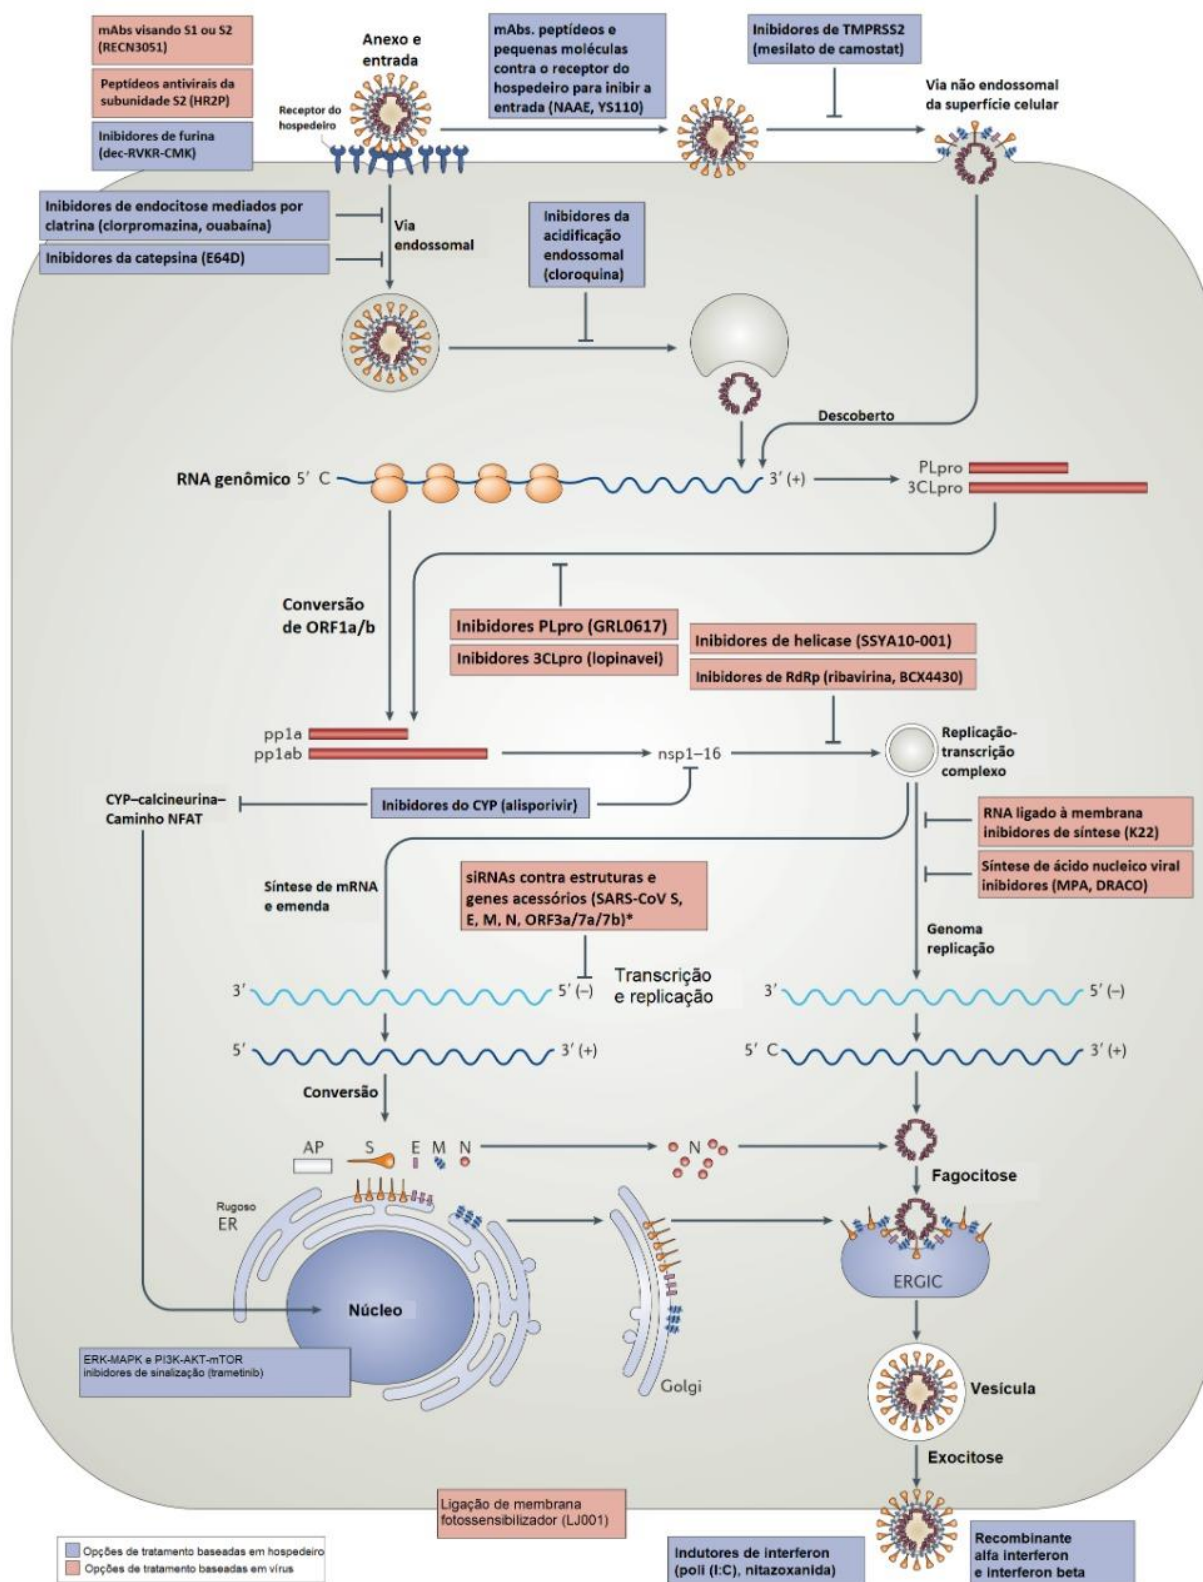 mAbs visando S1 ou S2
(RECN3051)
Peptídeos antivirais da
subunidade S2 (HR2P)
Inibidores de furina
(dec-RVKR-CMK)
Anexo e
entrada
Receptor do
hospedeiro
mAbs. peptídeos e
pequenas moléculas
contra o receptor do
hospedeiro para inibir a
entrada (NAAE, YS110)
Inibidores de TMPRSS2
(mesilato de camostat)
Via não endossomal
da superfície celular
Inibidores de endocitose mediados por
clatrina (clorpromazina, ouabaína)
Inibidores da catepsina (E64D)
Via
endossomal
Inibidores da
acidificação
endossomal
(cloroquina)
Descoberto
RNA genômico 5′ C
3′ (+)
PLpro
3CLpro
Conversão
de ORF1a/b
Inibidores PLpro (GRL0617)
Inibidores 3CLpro (lopinavei)
Inibidores de helicase (SSYA10-001)
Inibidores de RdRp (ribavirina, BCX4430)
pp1a
pp1ab
nsp1–16
Replicação-
transcrição
complexo
CYP–calcineurina–
Caminho NFAT
Inibidores do CYP (alisporivir)
RNA ligado à membrana
inibidores de síntese (K22)
Síntese de ácido nucleico viral
inibidores (MPA, DRACO)
Síntese de mRNA
e emenda
siRNAs contra estruturas e
genes acessórios (SARS-CoV S,
E, M, N, ORF3a/7a/7b)*
Genoma
replicação
Transcrição
e replicação
3′
5′ (–)
3′
5′ (–)
5′
3′ (+)
5′ C
3′ (+)
Conversão
AP
S
E
M
N
N
Fagocitose
Rugoso
ER
ERGIC
Núcleo
ERK-MAPK e PI3K-AKT-mTOR
inibidores de sinalização (trametinib)
Golgi
Vesícula
Exocitose
Ligação de membrana
fotossensibilizador (LJ001)
Indutores de interferon
(poli (I:C), nitazoxanida)
Recombinante
alfa interferon
e interferon beta
Opções de tratamento baseadas em hospedeiro
Opções de tratamento baseadas em vírus